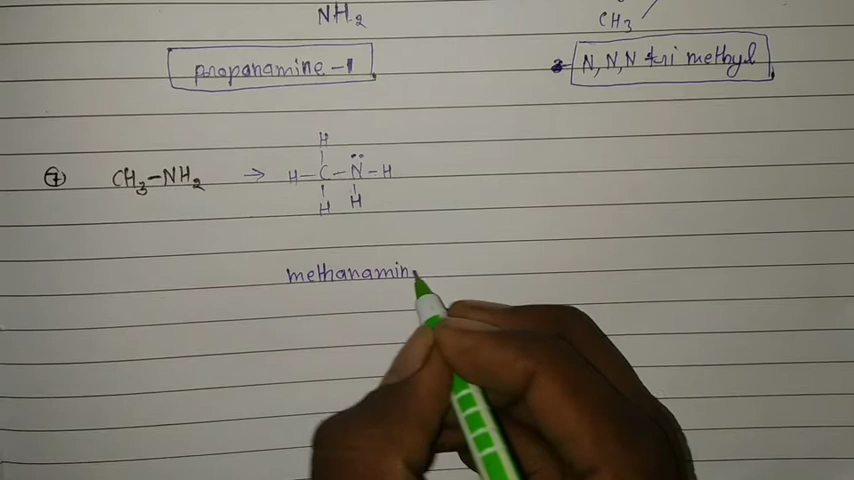 NH2
CH3
propanamine-1
N,N,N tri methyl
7 CH3-NH2 → H
H-C-N-H
H H
methanamin